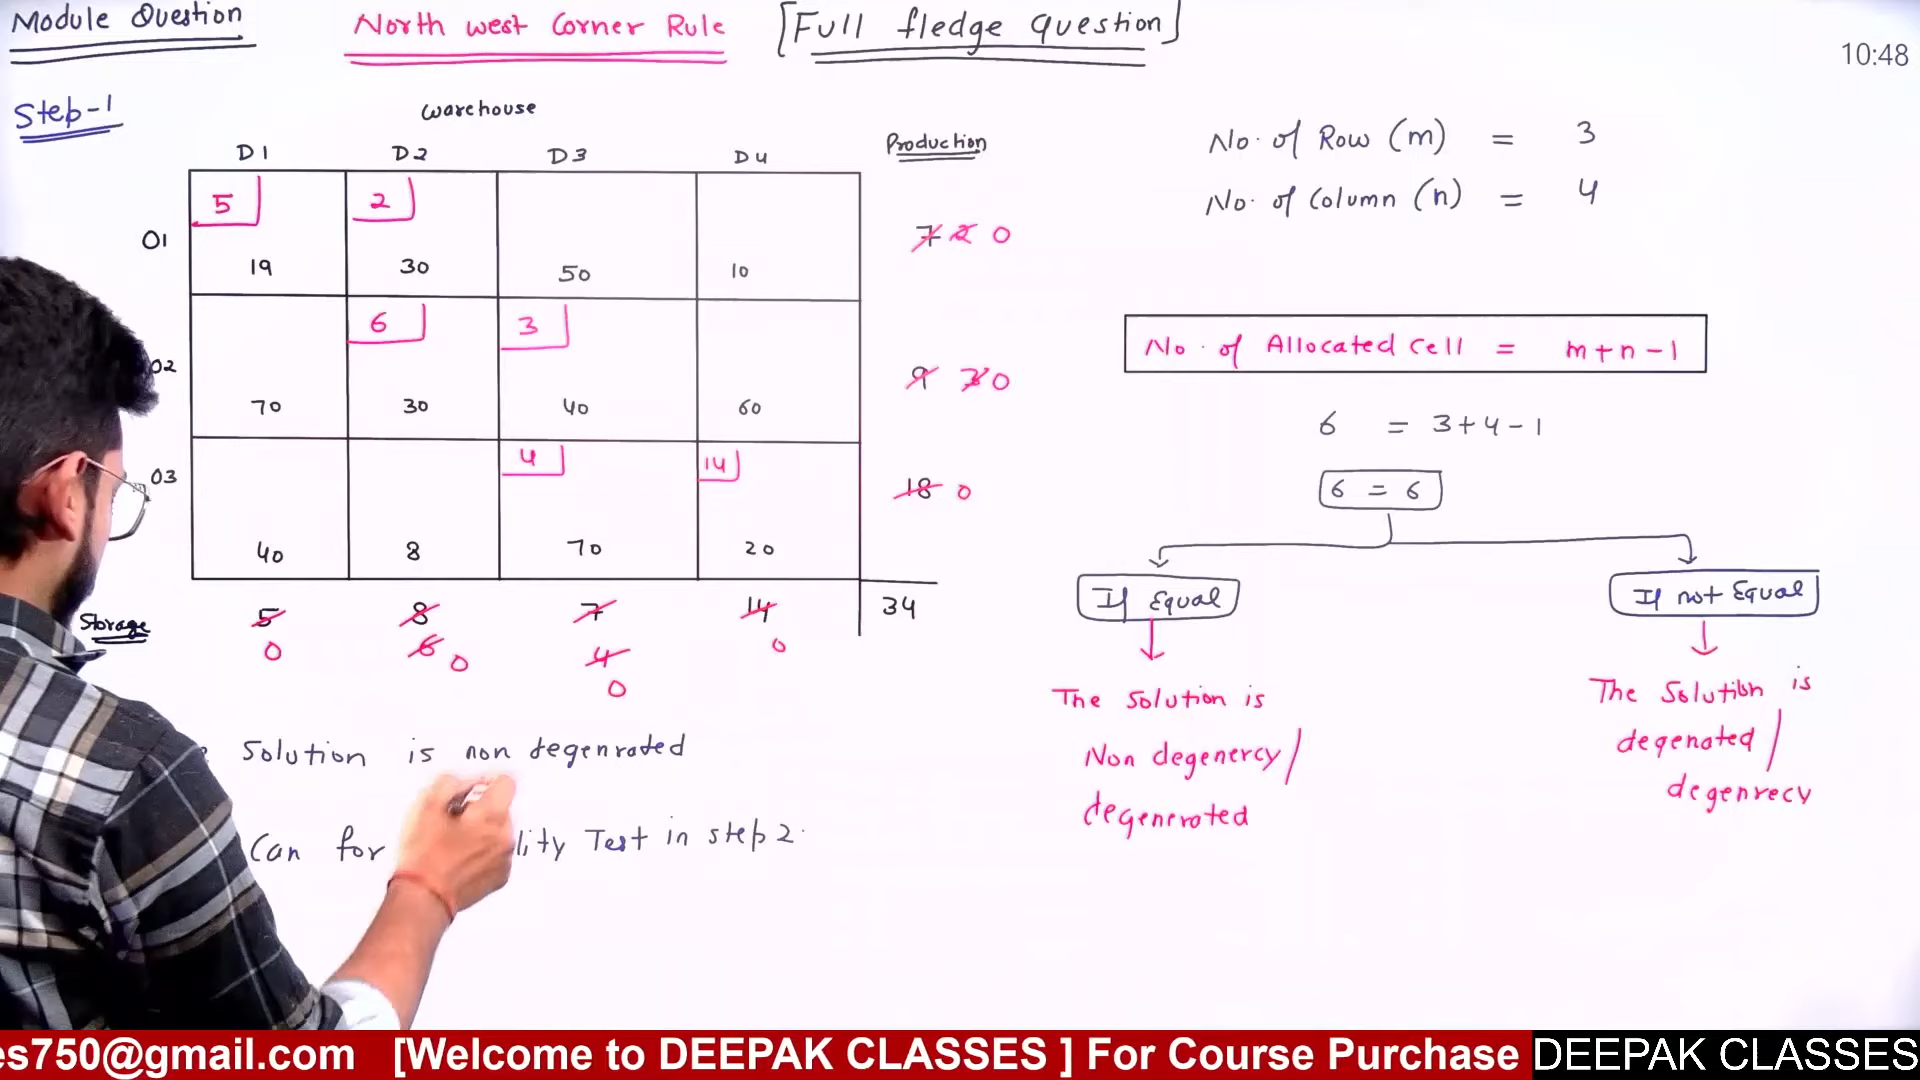 Module Question North west Corner Rule [Full fledge question]
10:48
Step-1
warehouse
D1 D2 D3 D4 Production
5 2
01 19 30 50 10 7 2 0
6 3
02 70 30 40 60 9 3 0
4 14
03 40 8 70 20 18 0
Storage 5 8 7 14 34
0 6 0 4 0
0
Solution is non degenrated
Can for lity Test in step 2.
No. of Row (m) = 3
No. of Column (n) = 4
No. of Allocated cell = m+n-1
6 = 3+4-1
6 = 6
If Equal
If not Equal
The Solution is
Non degenercy/
degenerated
The Solution is
degenated/
degenrecy
es750@gmail.com [Welcome to DEEPAK CLASSES ] For Course Purchase DEEPAK CLASSES